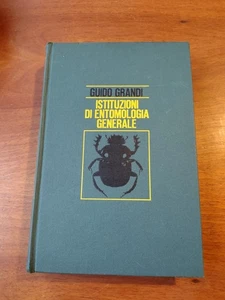 GUIDO GRANDI
ISTITUZIONI
DI ENTOMOLOGIA
GENERALE